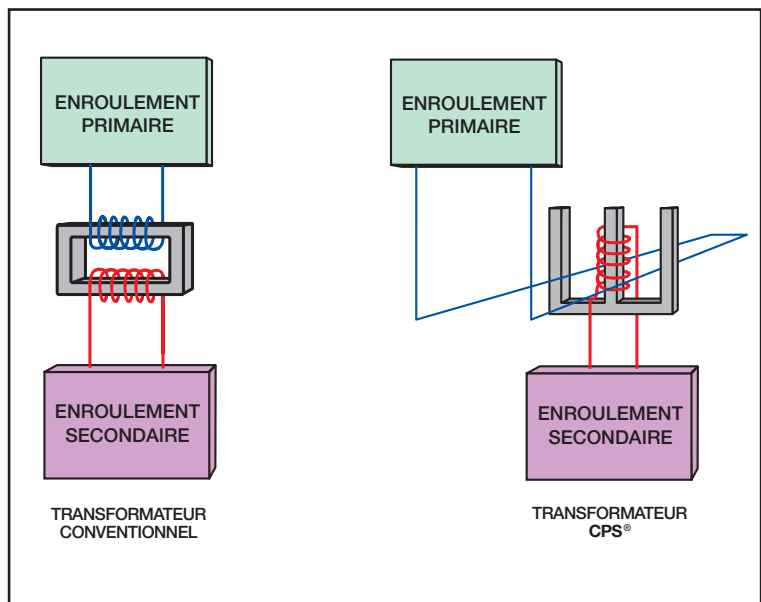 ENROULEMENT
PRIMAIRE
ENROULEMENT
SECONDAIRE
TRANSFORMATEUR
CONVENTIONNEL
ENROULEMENT
PRIMAIRE
ENROULEMENT
SECONDAIRE
TRANSFORMATEUR
CPS®